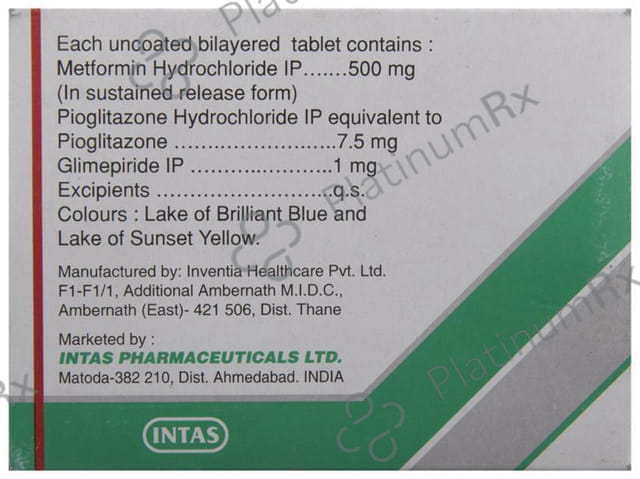 Each uncoated bilayered tablet contains :
Metformin Hydrochloride IP.......500 mg
(In sustained release form)
Pioglitazone Hydrochloride IP equivalent to
Pioglitazone ............................7.5 mg
Glimepiride IP ........................1 mg
Excipients ..............................q.s.
Colours : Lake of Brilliant Blue and
Lake of Sunset Yellow.
Manufactured by: Inventia Healthcare Pvt. Ltd.
F1-F1/1, Additional Ambernath M.I.D.C.,
Ambernath (East)- 421 506, Dist. Thane
Marketed by :
INTAS PHARMACEUTICALS LTD.
Matoda-382 210, Dist. Ahmedabad. INDIA
INTAS
PlatinumRx
PlatinumRx
Rx